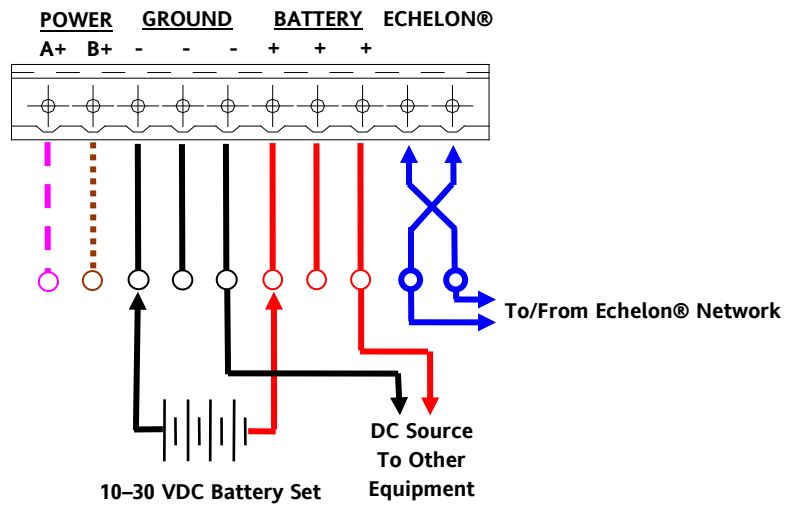 POWER GROUND BATTERY ECHELON®
A+ B+ - - - + + +
To/From Echelon® Network
DC Source
To Other
Equipment
10–30 VDC Battery Set